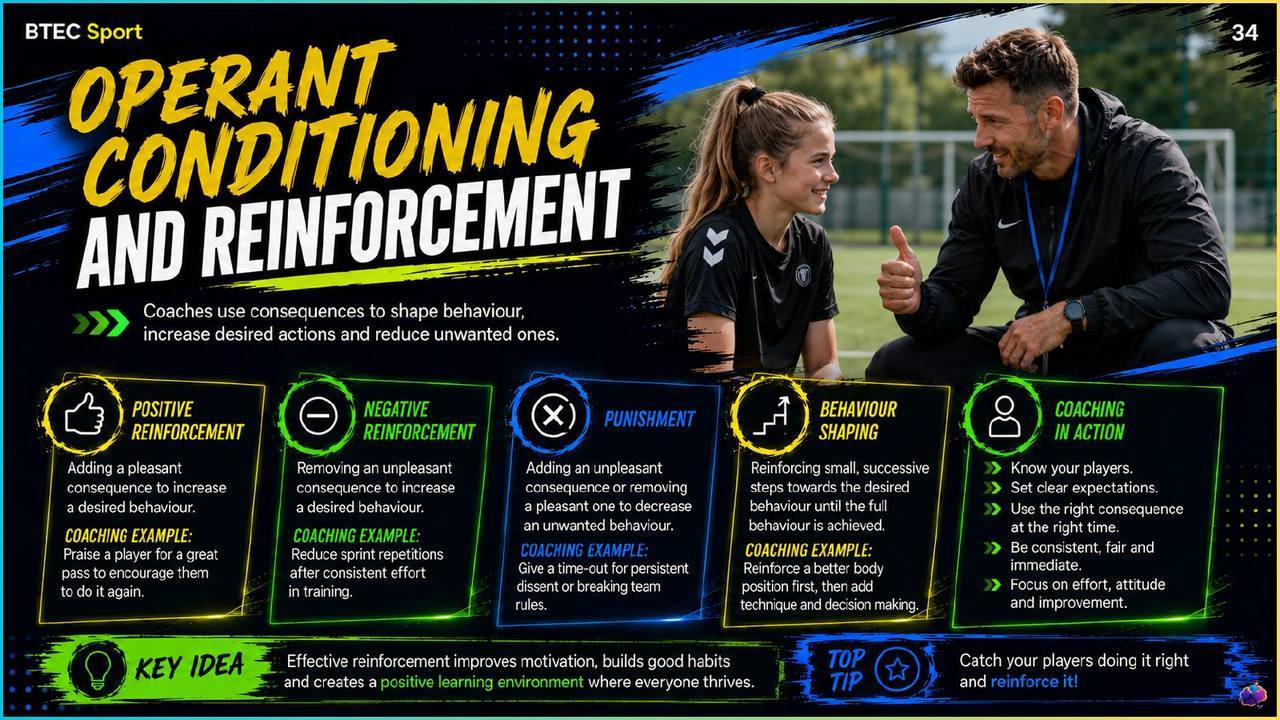 BTEC Sport
34
OPERANT
CONDITIONING
AND REINFORCEMENT
Coaches use consequences to shape behaviour,
increase desired actions and reduce unwanted ones.
POSITIVE
REINFORCEMENT
Adding a pleasant
consequence to increase
a desired behaviour.
COACHING EXAMPLE:
Praise a player for a great
pass to encourage them
to do it again.
NEGATIVE
REINFORCEMENT
Removing an unpleasant
consequence to increase
a desired behaviour.
COACHING EXAMPLE:
Reduce sprint repetitions
after consistent effort
in training.
PUNISHMENT
Adding an unpleasant
consequence or removing
a pleasant one to decrease
an unwanted behaviour.
COACHING EXAMPLE:
Give a time-out for persistent
dissent or breaking team
rules.
BEHAVIOUR
SHAPING
Reinforcing small, successive
steps towards the desired
behaviour until the full
behaviour is achieved.
COACHING EXAMPLE:
Reinforce a better body
position first, then add
technique and decision making.
COACHING
IN ACTION
Know your players.
Set clear expectations.
Use the right consequence
at the right time.
Be consistent, fair and
immediate.
Focus on effort, attitude
and improvement.
KEY IDEA
Effective reinforcement improves motivation, builds good habits
and creates a positive learning environment where everyone thrives.
TOP
TIP
Catch your players doing it right
and reinforce it!